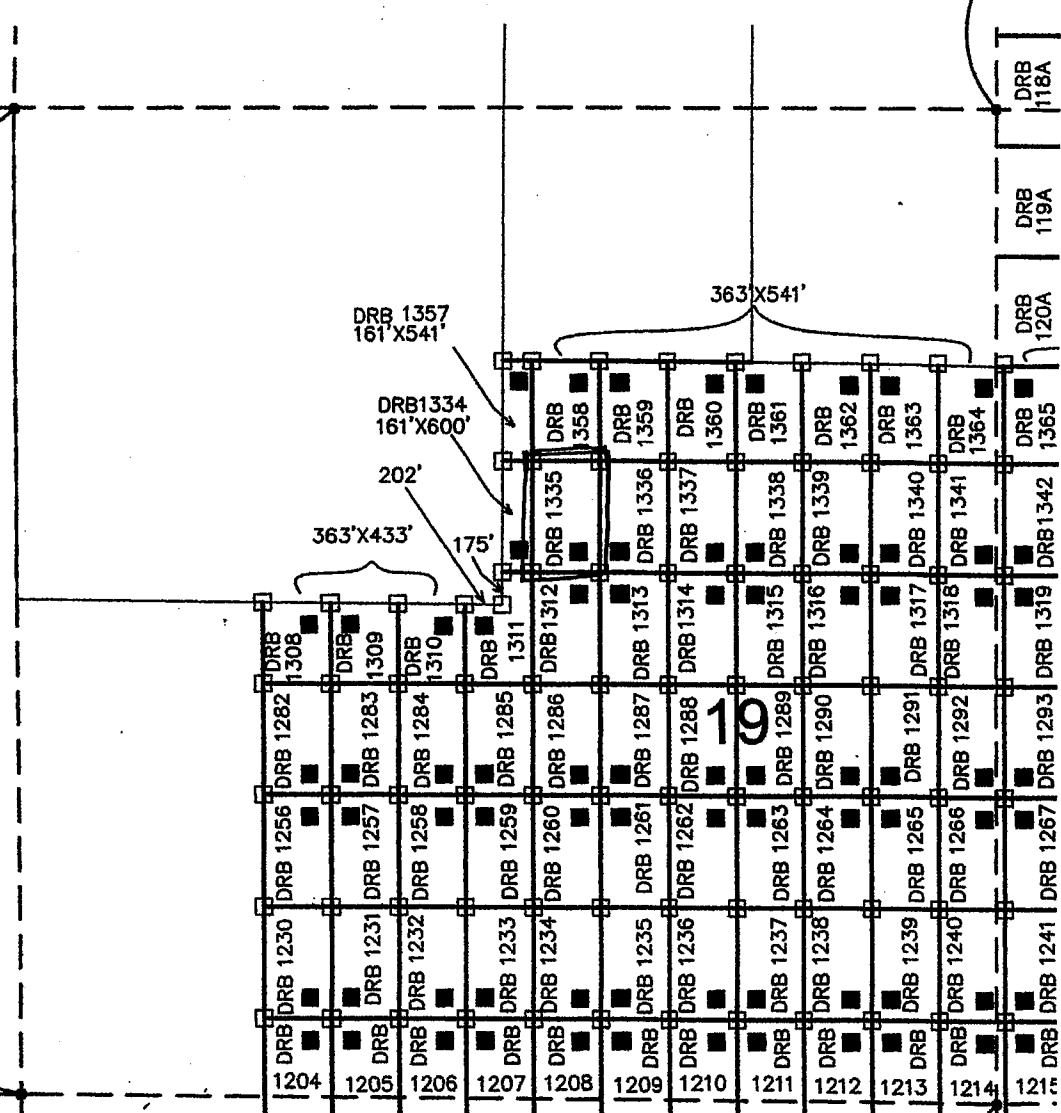 DRB
118A
DRB
119A
DRB
120A
363'X541'
DRB 1357
161'X541'
DRB1334
161'X600'
202'
363'X433'
175'
DRB
1358
DRB
1359
DRB
1360
DRB
1361
DRB
1362
DRB
1363
DRB
1364
DRB
1365
DRB 1335
DRB 1336
DRB 1337
DRB 1338
DRB 1339
DRB 1340
DRB 1341
DRB1342
DRB
1308
DRB
1309
DRB
1310
DRB
1311
DRB1312
DRB 1313
DRB 1314
DRB 1315
DRB 1316
DRB 1317
DRB 1318
DRB 1319
DRB 1282
DRB 1283
DRB 1284
DRB 1285
DRB 1286
DRB 1287
DRB 1288
19
DRB 1289
DRB 1290
DRB 1291
DRB 1292
DRB 1293
DRB 1256
DRB 1257
DRB 1258
DRB 1259
DRB 1260
DRB 1261
DRB 1262
DRB 1263
DRB 1264
DRB 1265
DRB 1266
DRB 1267
DRB 1230
DRB 1231
DRB 1232
DRB 1233
DRB 1234
DRB 1235
DRB 1236
DRB 1237
DRB 1238
DRB 1239
DRB 1240
DRB 1241
DRB
1204
DRB
1205
DRB
1206
DRB
1207
DRB
1208
DRB
1209
DRB
1210
DRB
1211
DRB
1212
DRB
1213
DRB
1214
DRB
1215